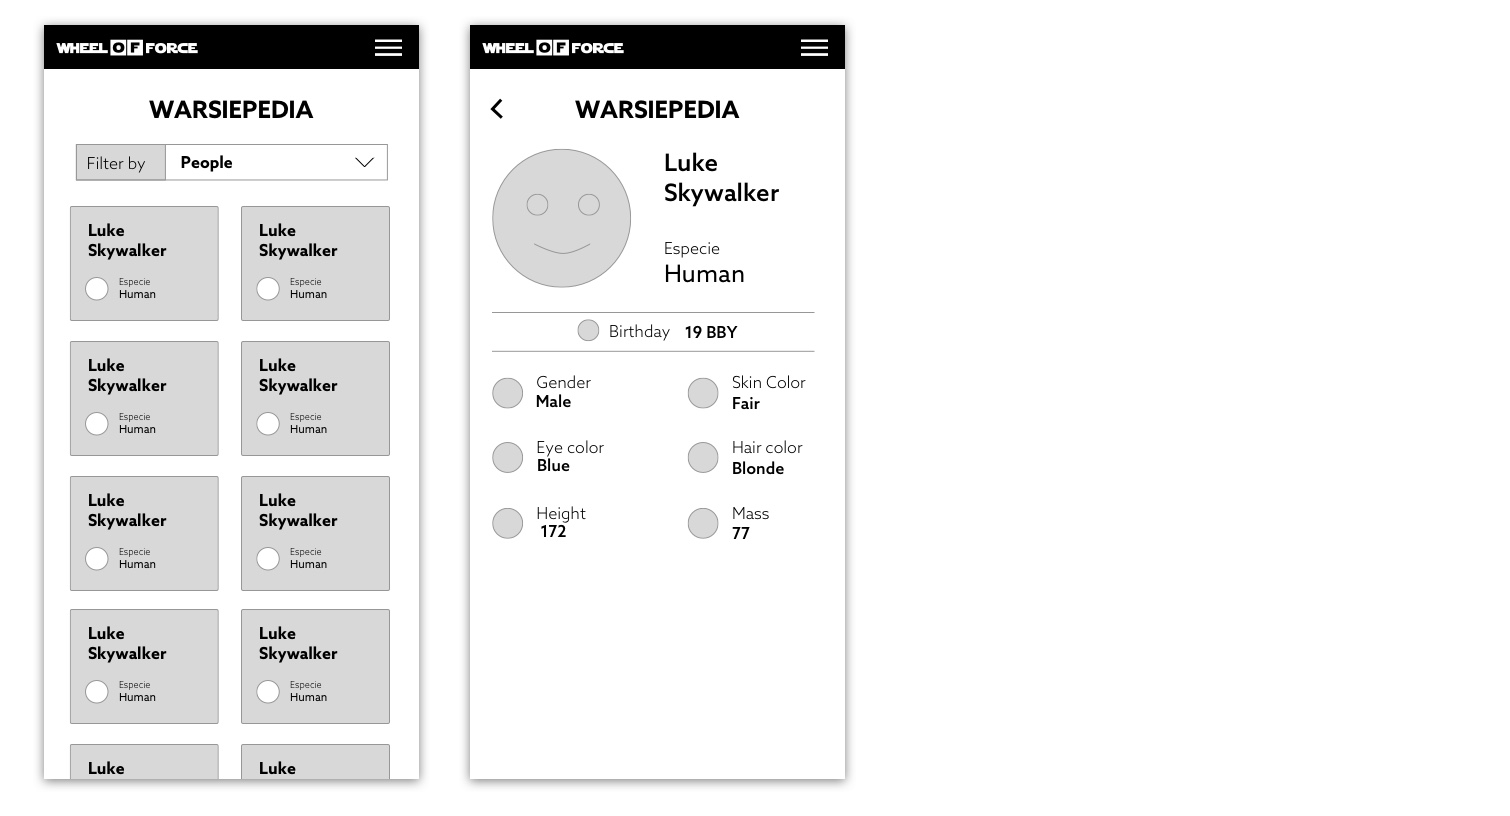 WHEEL OF FORCE
WARSIEPEDIA
Filter by People
Luke
Skywalker
Especie
Human
Luke
Skywalker
Especie
Human
Luke
Skywalker
Especie
Human
Luke
Skywalker
Especie
Human
Luke
Skywalker
Especie
Human
Luke
Skywalker
Especie
Human
Luke
Skywalker
Especie
Human
Luke
Skywalker
Especie
Human
Luke
Luke
WHEEL OF FORCE
WARSIEPEDIA
Luke
Skywalker
Especie
Human
Birthday 19 BBY
Gender
Male
Skin Color
Fair
Eye color
Blue
Hair color
Blonde
Height
172
Mass
77